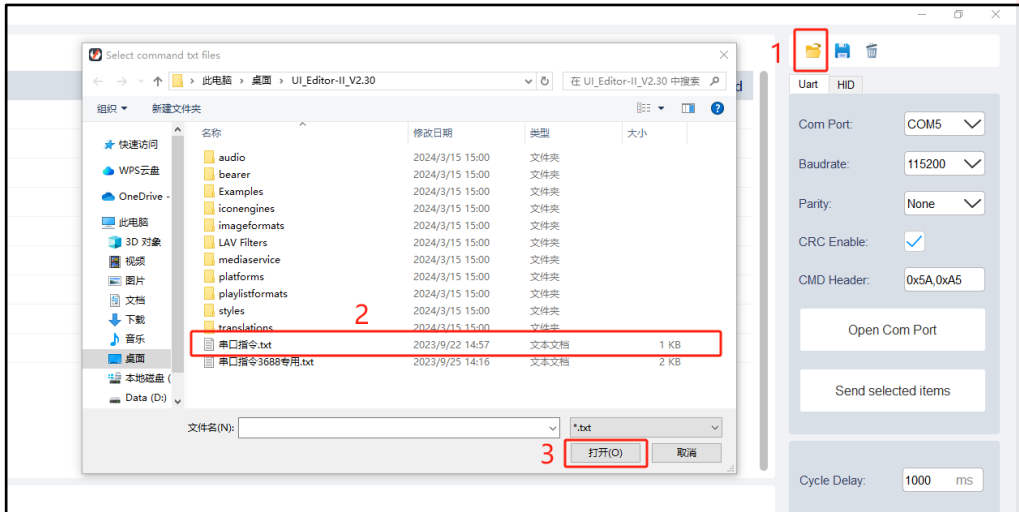 Select command txt files
此电脑 > 桌面 > UI_Editor-II_V2.30
在 UI_Editor-II_V2.30 中搜索
组织
新建文件夹
名称 修改日期 类型 大小
快速访问
WPS云盘
OneDrive -
此电脑
3D 对象
视频
图片
文档
下载
音乐
桌面
本地磁盘 (
Data (D:)
audio 2024/3/15 15:00 文件夹
bearer 2024/3/15 15:00 文件夹
Examples 2024/3/15 15:00 文件夹
iconengines 2024/3/15 15:00 文件夹
imageformats 2024/3/15 15:00 文件夹
LAV Filters 2024/3/15 15:00 文件夹
mediaservice 2024/3/15 15:00 文件夹
platforms 2024/3/15 15:00 文件夹
playlistformats 2024/3/15 15:00 文件夹
styles 2024/3/15 15:00 文件夹
translations 2024/3/15 15:00 文件夹
2
串口指令.txt 2023/9/22 14:57 文本文档 1 KB
串口指令3688专用.txt 2023/9/25 14:16 文本文档 2 KB
文件名(N):
*.txt
3
打开(O)
取消
1
d
Uart HID
Com Port: COM5
Baudrate: 115200
Parity: None
CRC Enable:
CMD Header: 0x5A,0xA5
Open Com Port
Send selected items
Cycle Delay: 1000 ms